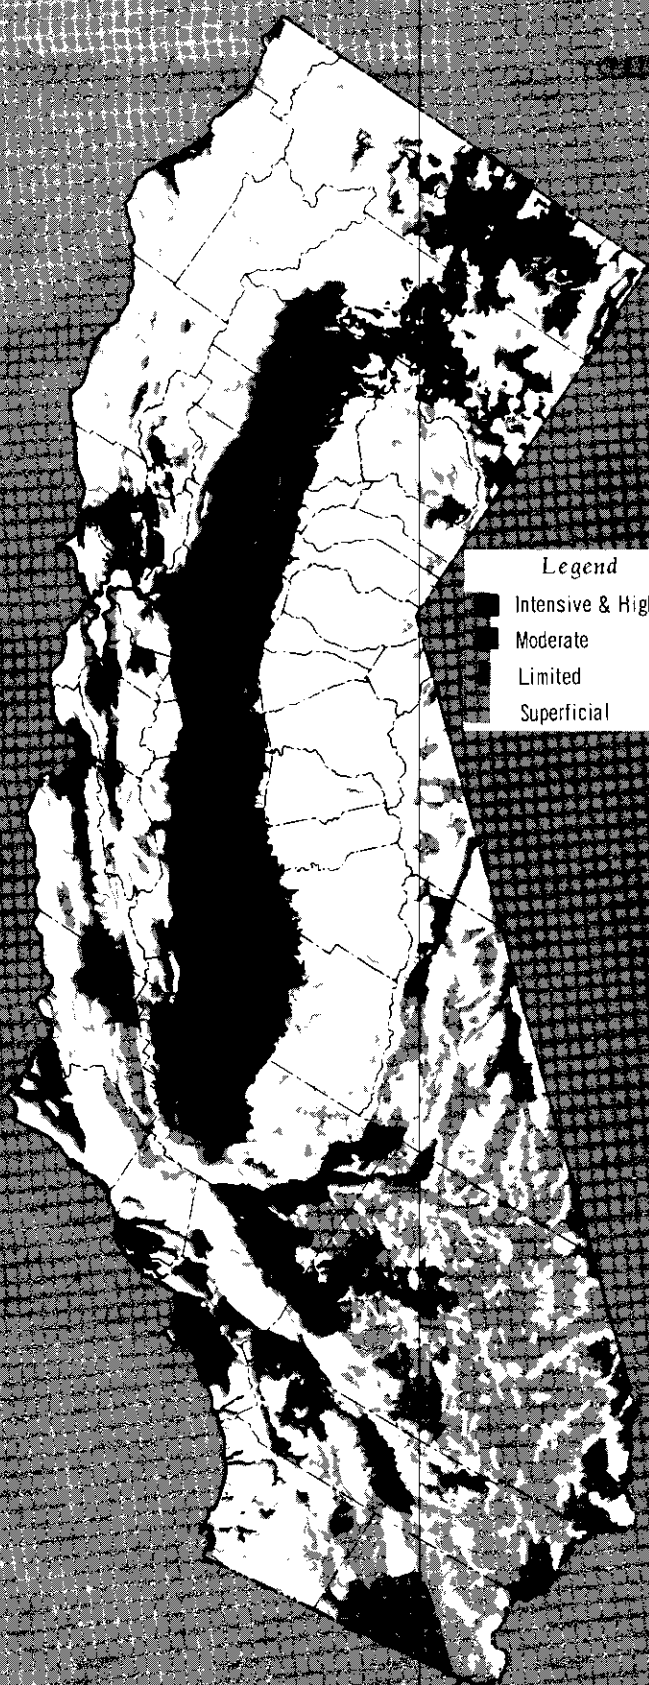 Legend
Intensive & High
Moderate
Limited
Superficial